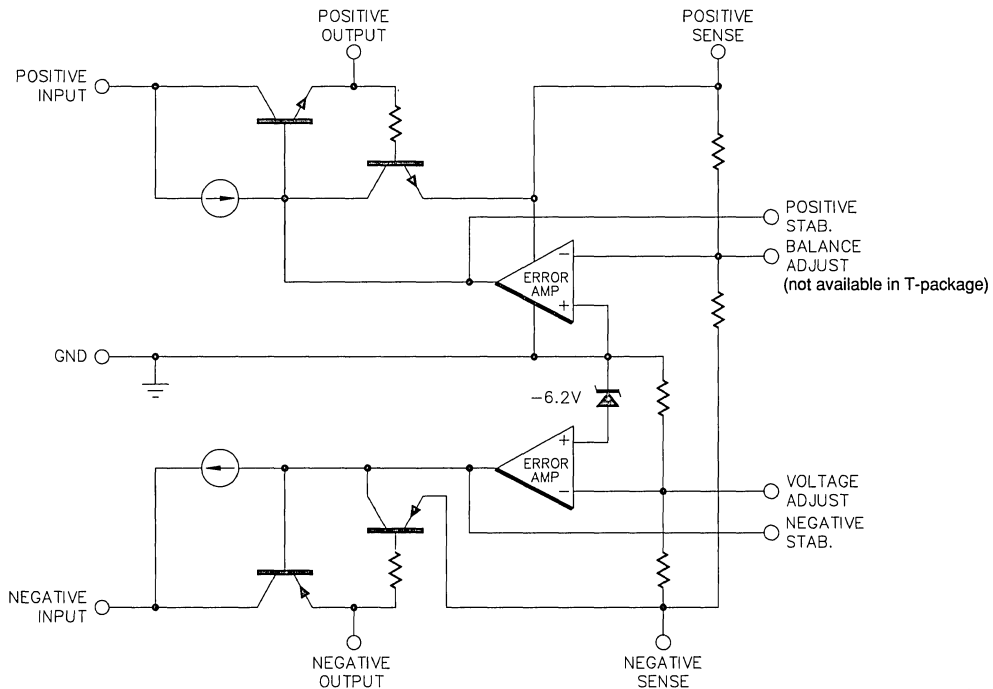 POSITIVE
OUTPUT
POSITIVE
SENSE
POSITIVE
INPUT
POSITIVE
STAB.
BALANCE
ADJUST
(not available in T-package)
−
ERROR
AMP
+
GND
−6.2V
+
ERROR
AMP
−
VOLTAGE
ADJUST
NEGATIVE
STAB.
NEGATIVE
INPUT
NEGATIVE
OUTPUT
NEGATIVE
SENSE